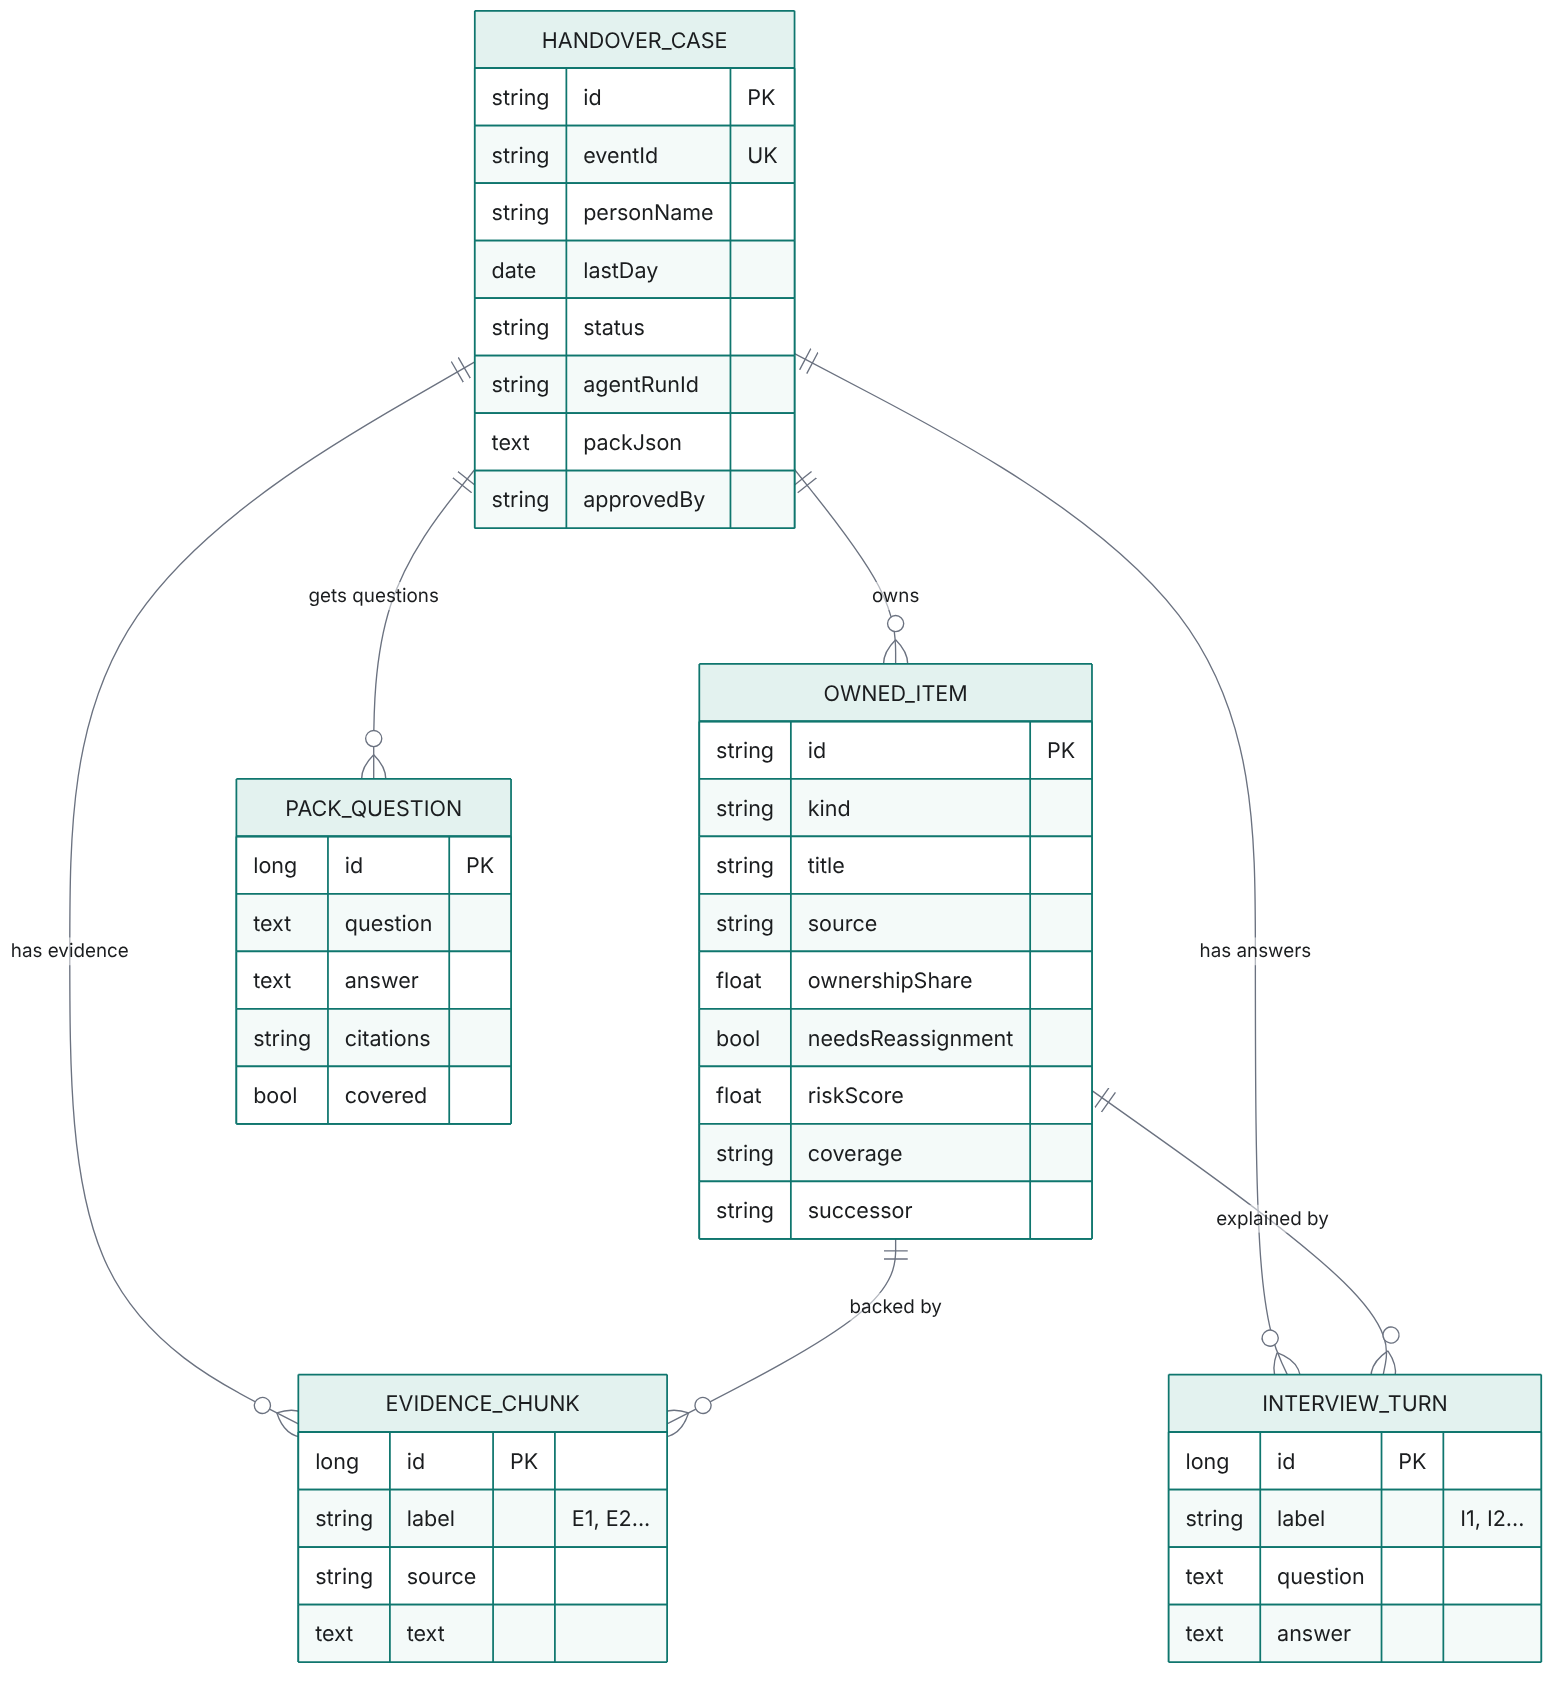 HANDOVER_CASE
string id PK
string eventId UK
string personName
date lastDay
string status
string agentRunId
text packJson
string approvedBy
gets questions
owns
OWNED_ITEM
string id PK
string kind
string title
string source
float ownershipShare
bool needsReassignment
float riskScore
string coverage
string successor
PACK_QUESTION
long id PK
text question
text answer
string citations
bool covered
has evidence
has answers
explained by
backed by
EVIDENCE_CHUNK
long id PK
string label E1, E2...
string source
text text
INTERVIEW_TURN
long id PK
string label I1, I2...
text question
text answer